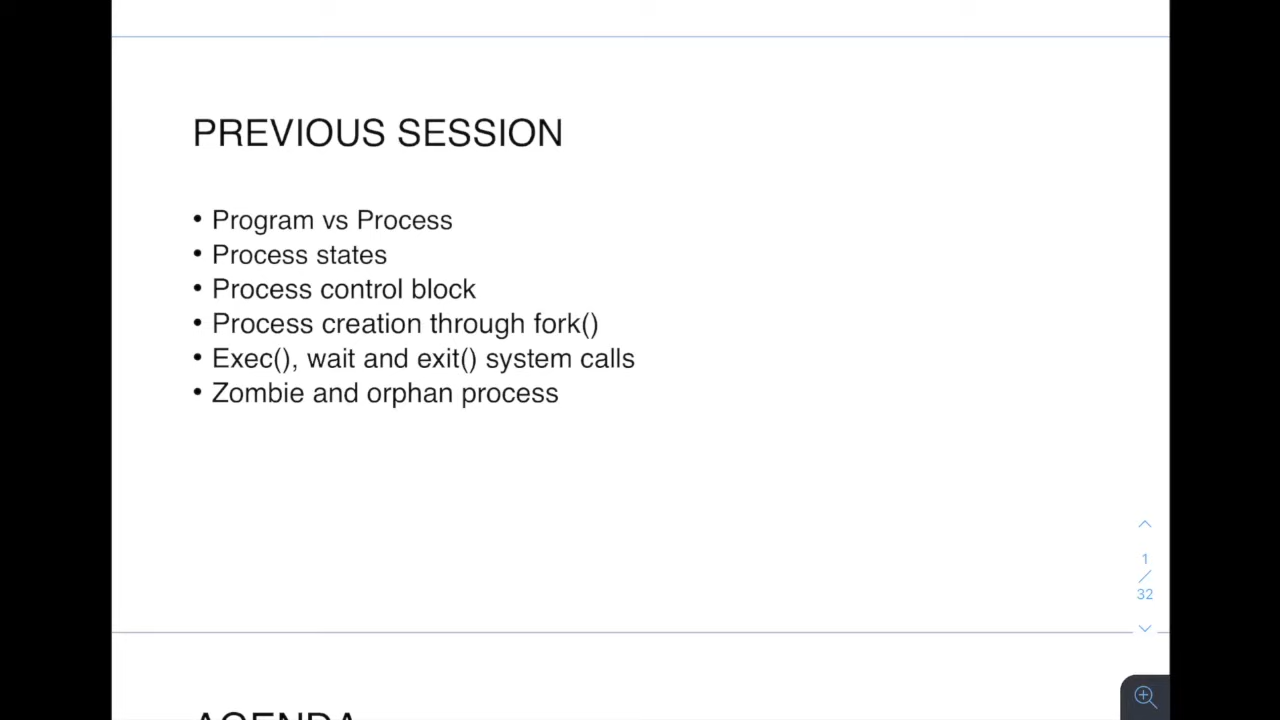 PREVIOUS SESSION
• Program vs Process
• Process states
• Process control block
• Process creation through fork()
• Exec(), wait and exit() system calls
• Zombie and orphan process
1
/
32
AGENDA